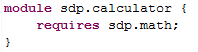 module sdp.calculator {
    requires sdp.math;
}